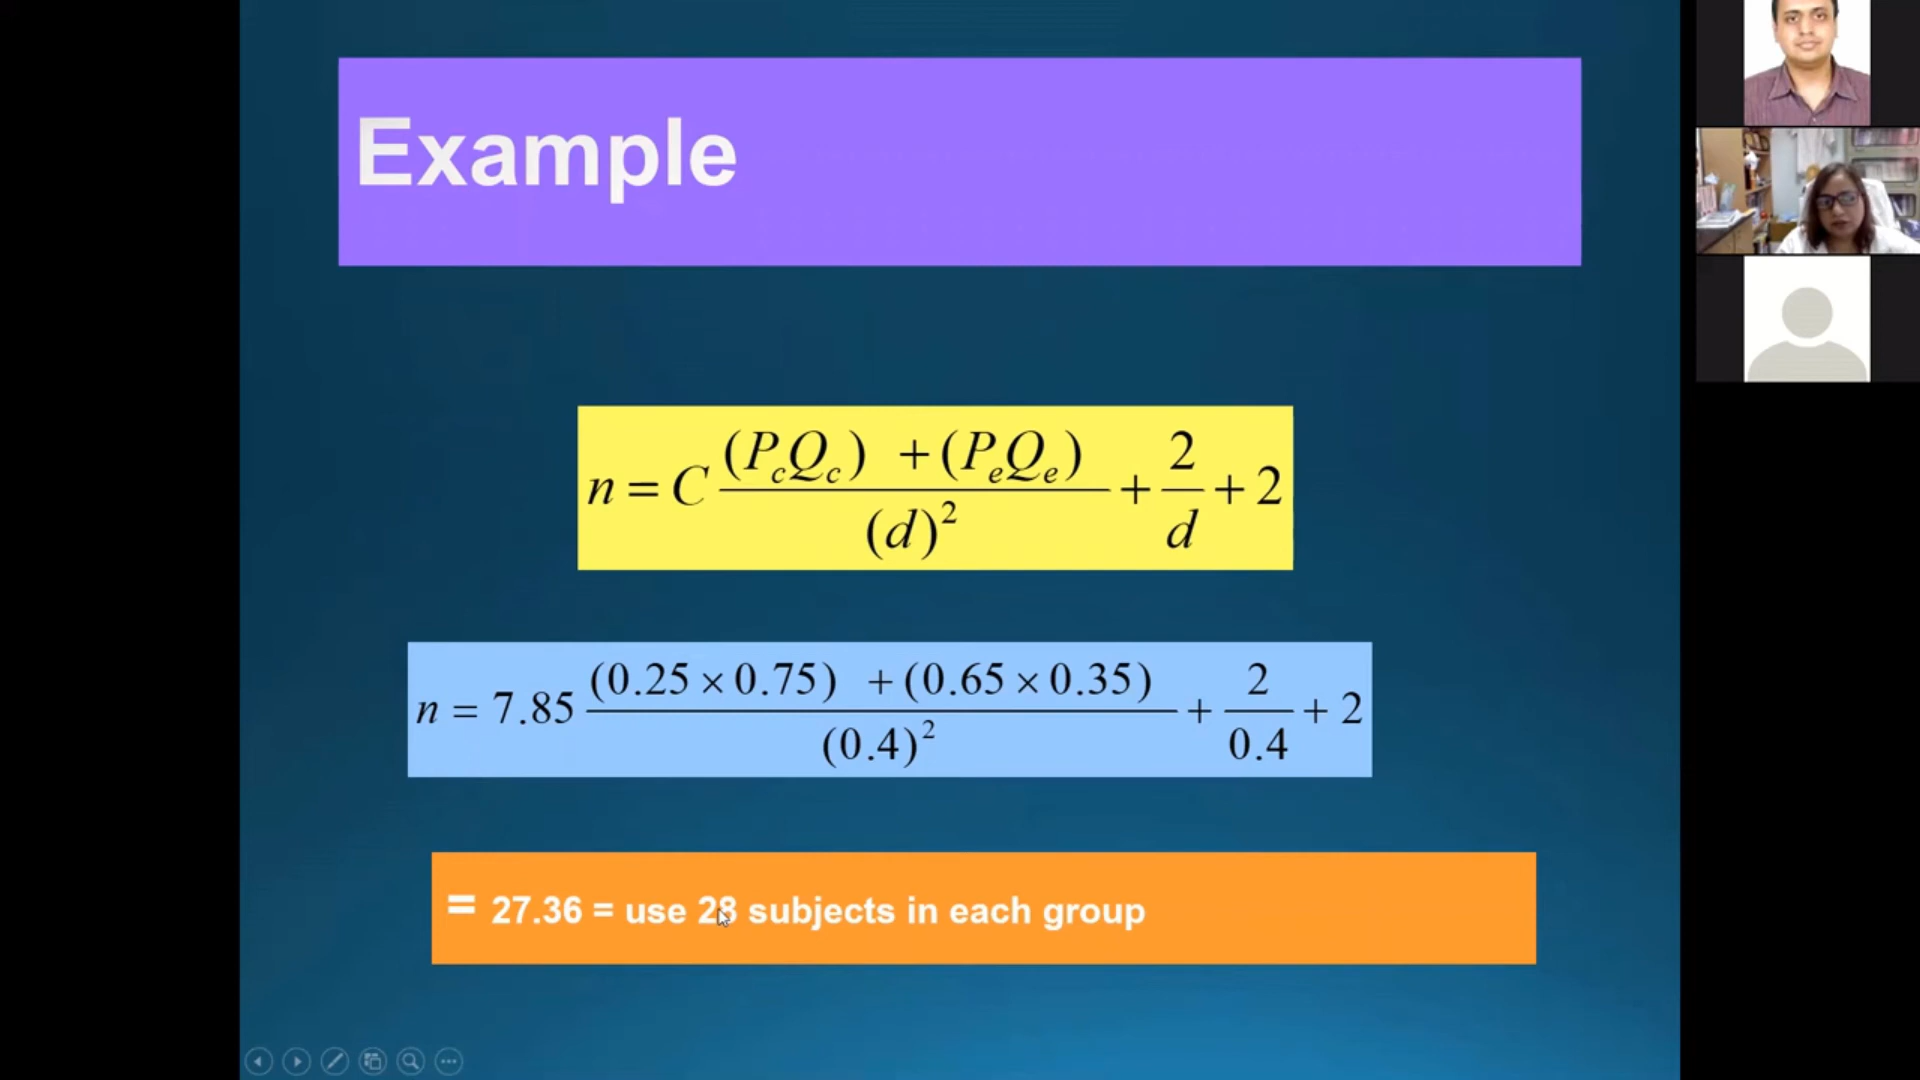 Example
n = C (PcQc) + (PeQe) / (d)² + 2/d + 2
n = 7.85 (0.25 × 0.75) + (0.65 × 0.35) / (0.4)² + 2/0.4 + 2
= 27.36 = use 28 subjects in each group